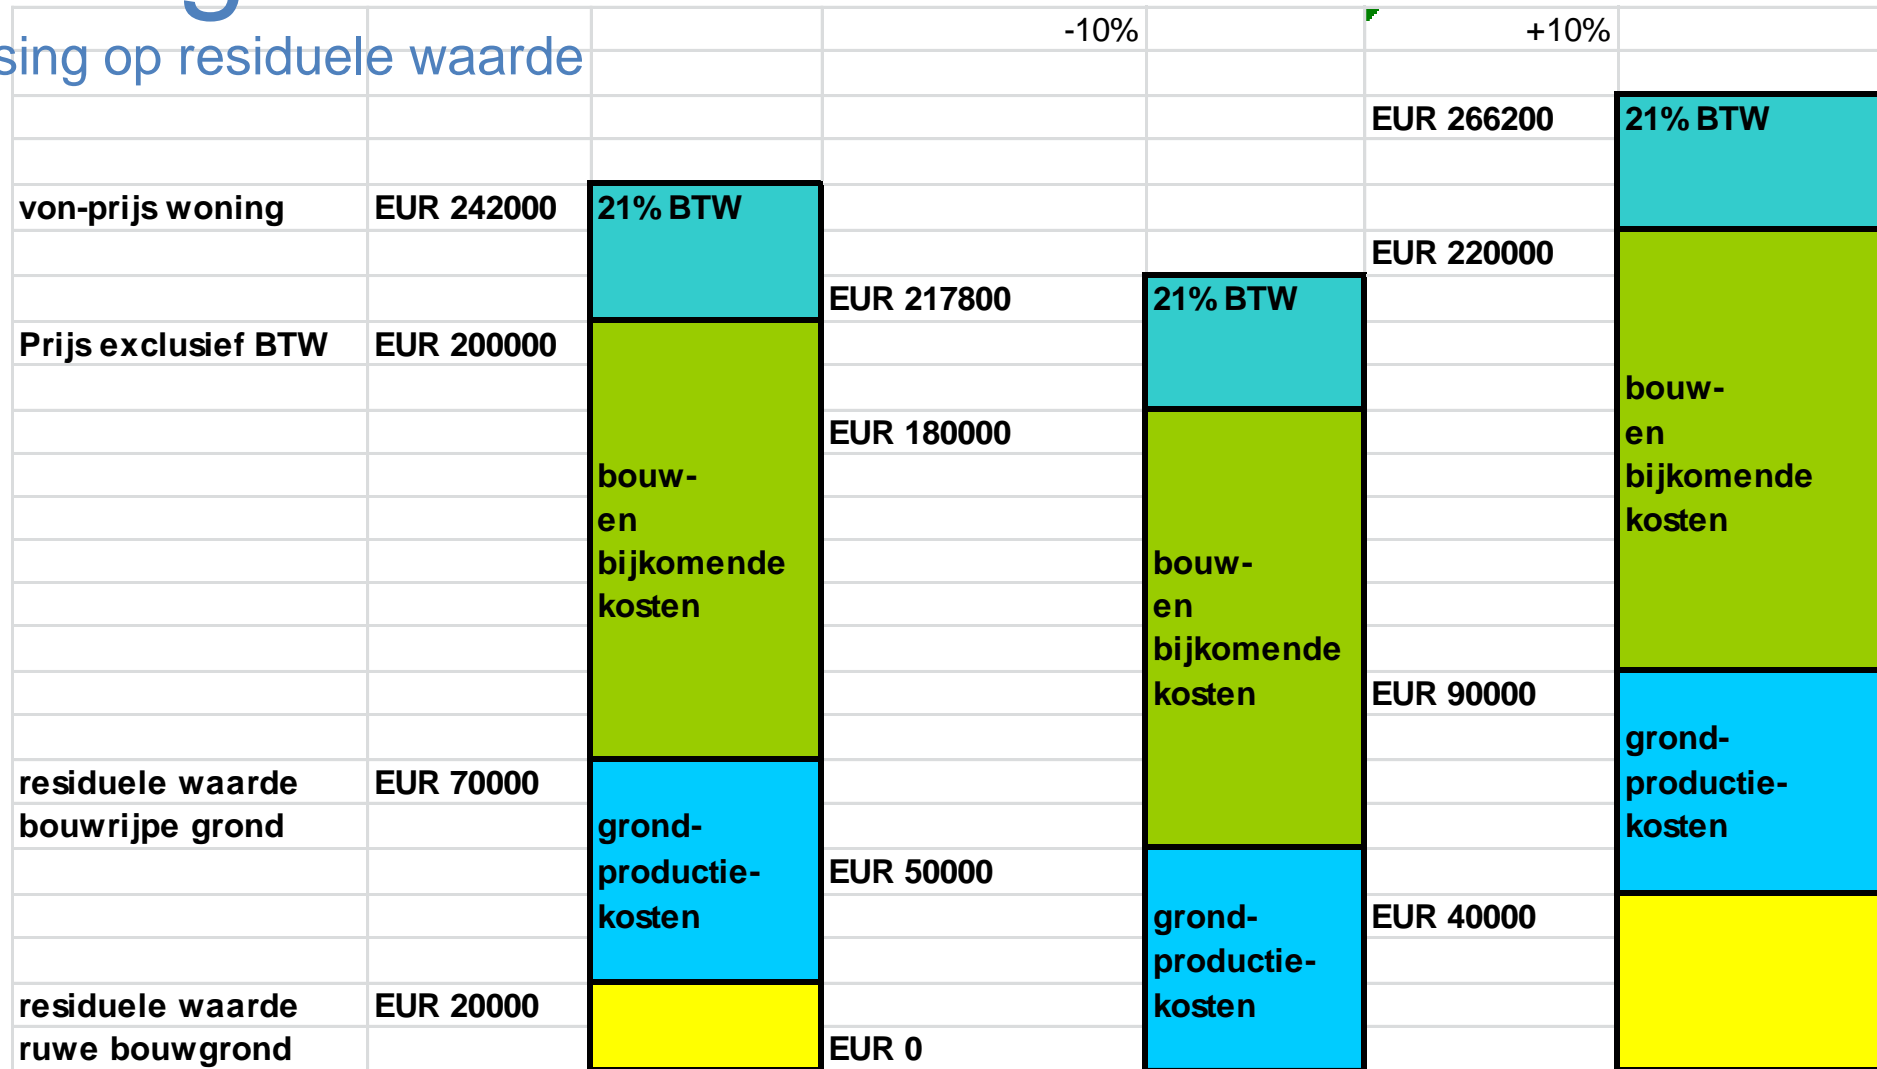 sing op residuele waarde
-10% +10%
EUR 266200 21% BTW
von-prijs woning EUR 242000 21% BTW
EUR 220000
EUR 217800 21% BTW
Prijs exclusief BTW EUR 200000
bouw-
EUR 180000 en
bouw- bijkomende
en kosten
bijkomende bouw-
kosten en
bijkomende
kosten EUR 90000
grond-
residuele waarde EUR 70000 productie-
bouwrijpe grond grond- kosten
productie- EUR 50000
kosten grond- EUR 40000
productie-
residuele waarde EUR 20000 kosten
ruwe bouwgrond EUR 0